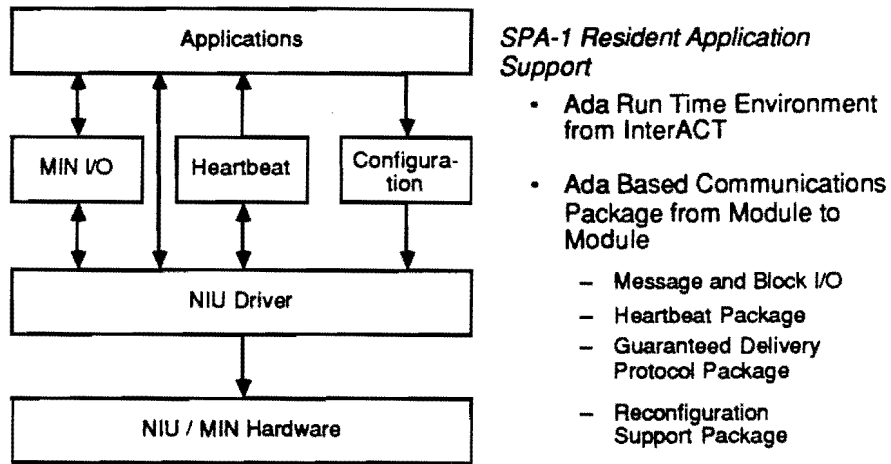 Applications
MIN I/O
Heartbeat
Configura-
tion
NIU Driver
NIU / MIN Hardware
SPA-1 Resident Application
Support
• Ada Run Time Environment
from InterACT
• Ada Based Communications
Package from Module to
Module
– Message and Block I/O
– Heartbeat Package
– Guaranteed Delivery
Protocol Package
– Reconfiguration
Support Package